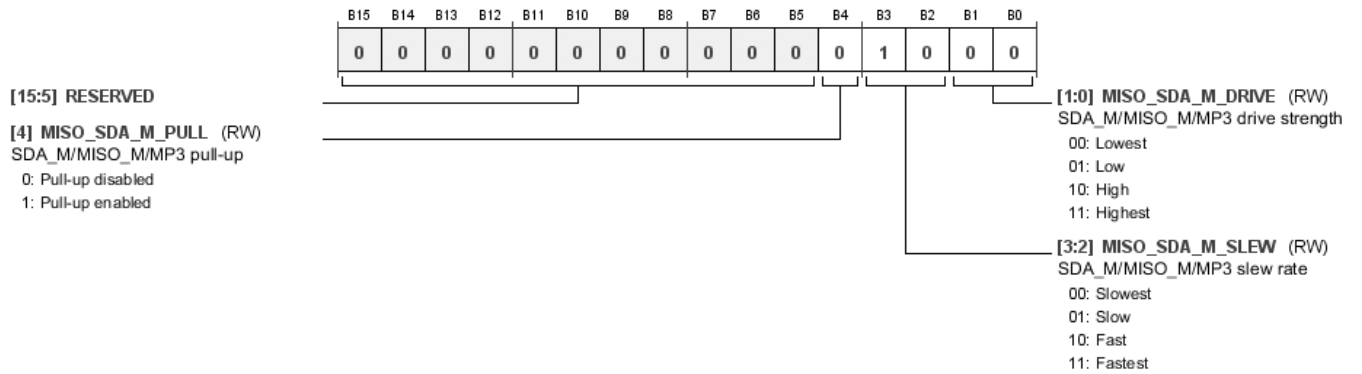 B15 B14 B13 B12 B11 B10 B9 B8 B7 B6 B5 B4 B3 B2 B1 B0
0 0 0 0 0 0 0 0 0 0 0 0 1 0 0 0
[15:5] RESERVED
[4] MISO_SDA_M_PULL (RW)
SDA_M/MISO_M/MP3 pull-up
0: Pull-up disabled
1: Pull-up enabled
[1:0] MISO_SDA_M_DRIVE (RW)
SDA_M/MISO_M/MP3 drive strength
00: Lowest
01: Low
10: High
11: Highest
[3:2] MISO_SDA_M_SLEW (RW)
SDA_M/MISO_M/MP3 slew rate
00: Slowest
01: Slow
10: Fast
11: Fastest